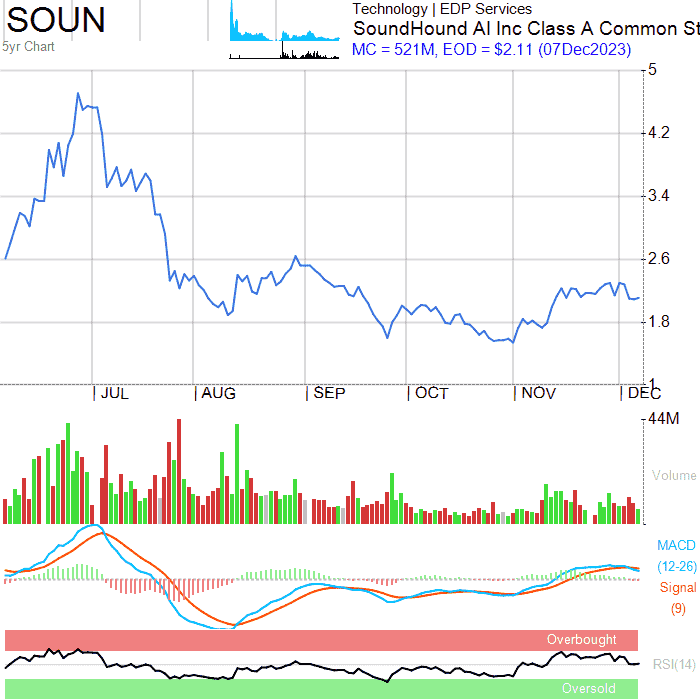 SOUN
5yr Chart
Technology | EDP Services
SoundHound AI Inc Class A Common St
MC = 521M, EOD = $2.11 (07Dec2023)
5
4.2
3.4
2.6
1.8
1
| JUL | AUG | SEP | OCT | NOV | DEC
44M
Volume
MACD
(12-26)
Signal
(9)
Overbought
RSI(14)
Oversold